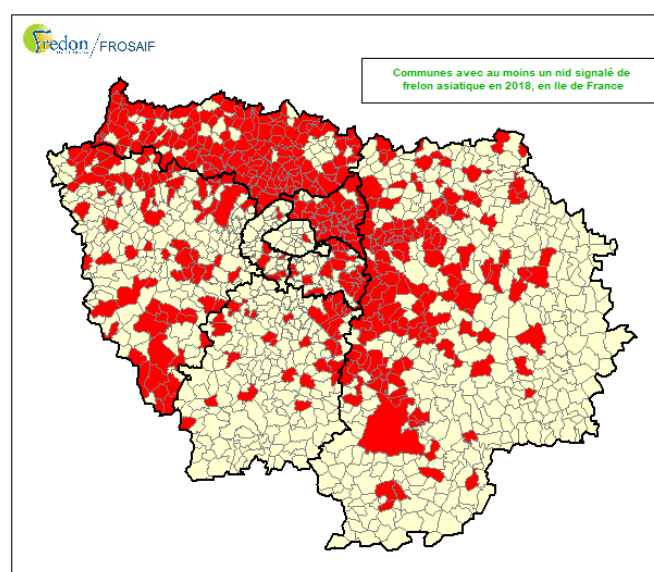 Fredon / FROSAIF
Communes avec au moins un nid signalé de
frelon asiatique en 2018, en Ile de France